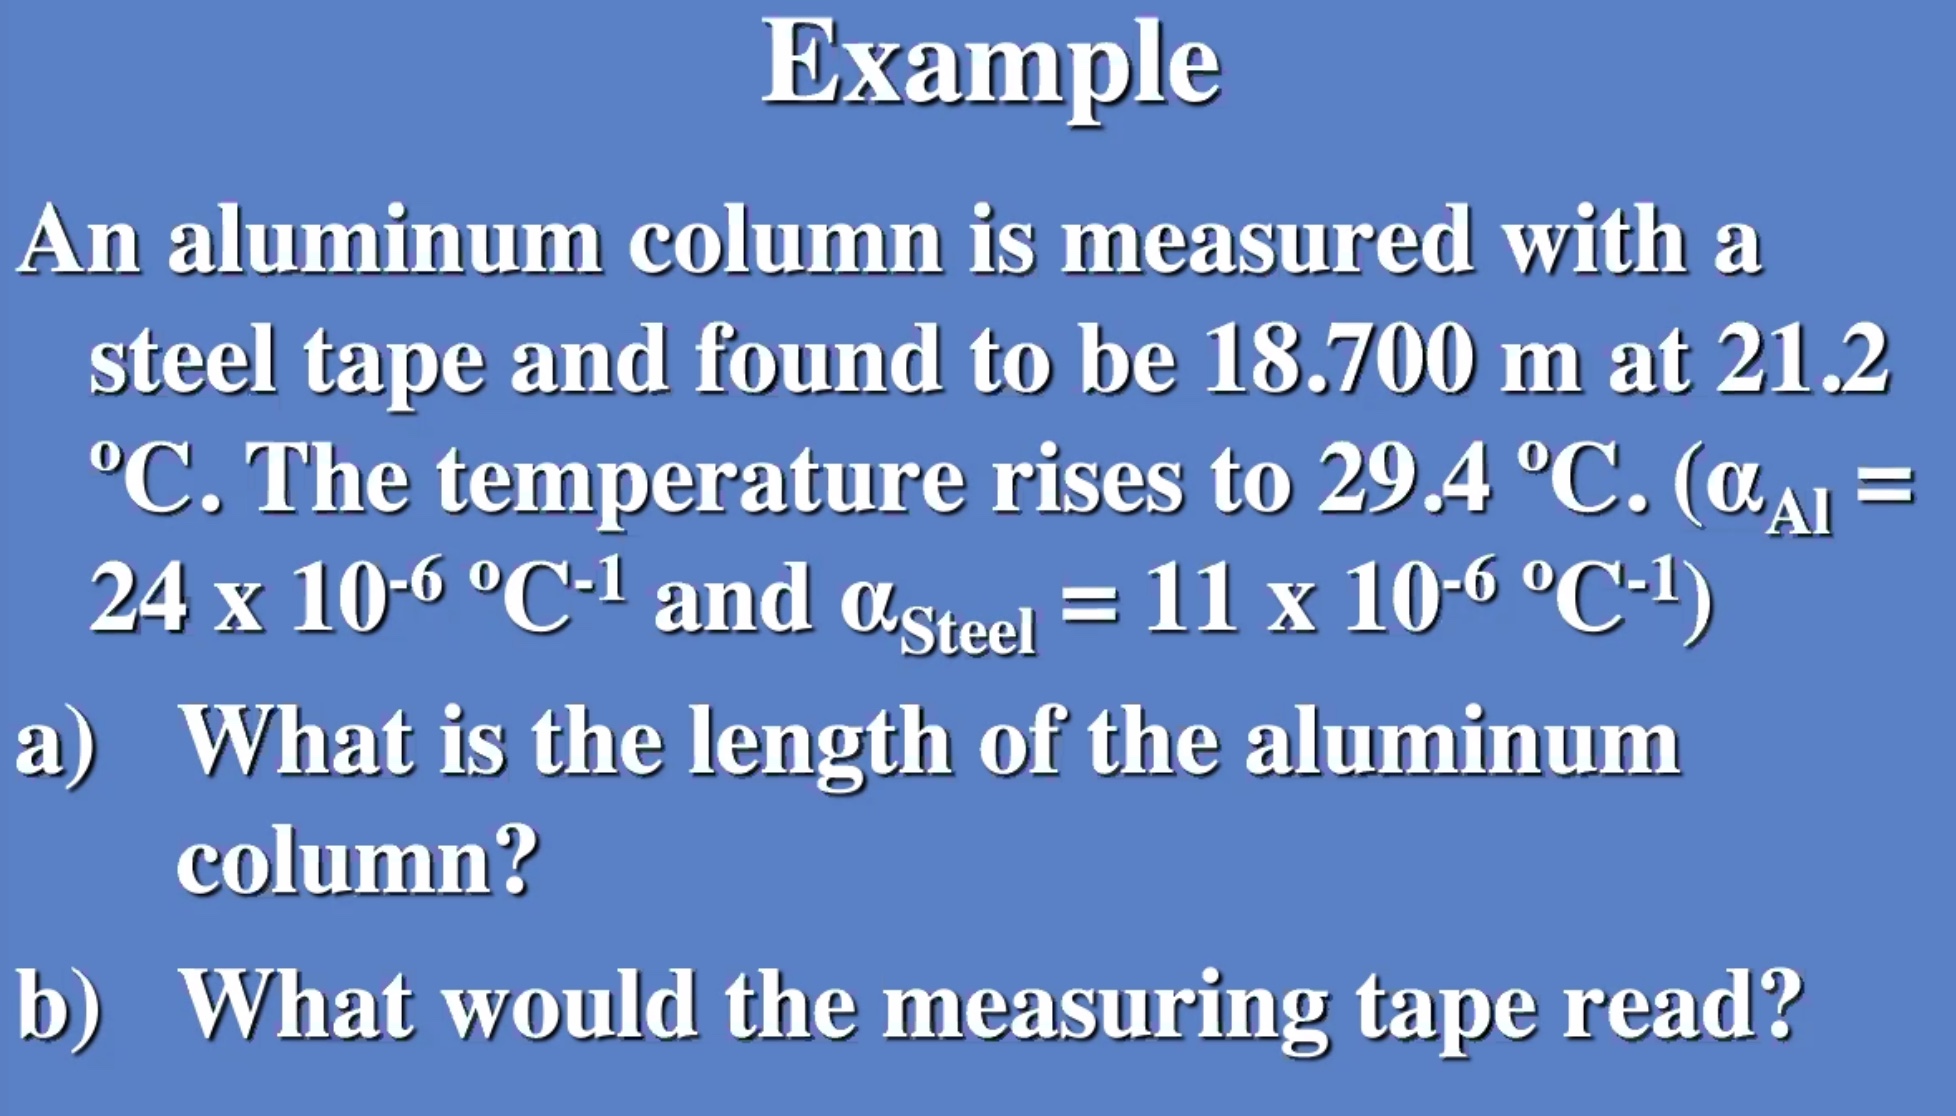 Example
An aluminum column is measured with a
steel tape and found to be 18.700 m at 21.2
ºC. The temperature rises to 29.4 ºC. (α_Al =
24 x 10⁻⁶ ºC⁻¹ and α_Steel = 11 x 10⁻⁶ ºC⁻¹)
a) What is the length of the aluminum
column?
b) What would the measuring tape read?